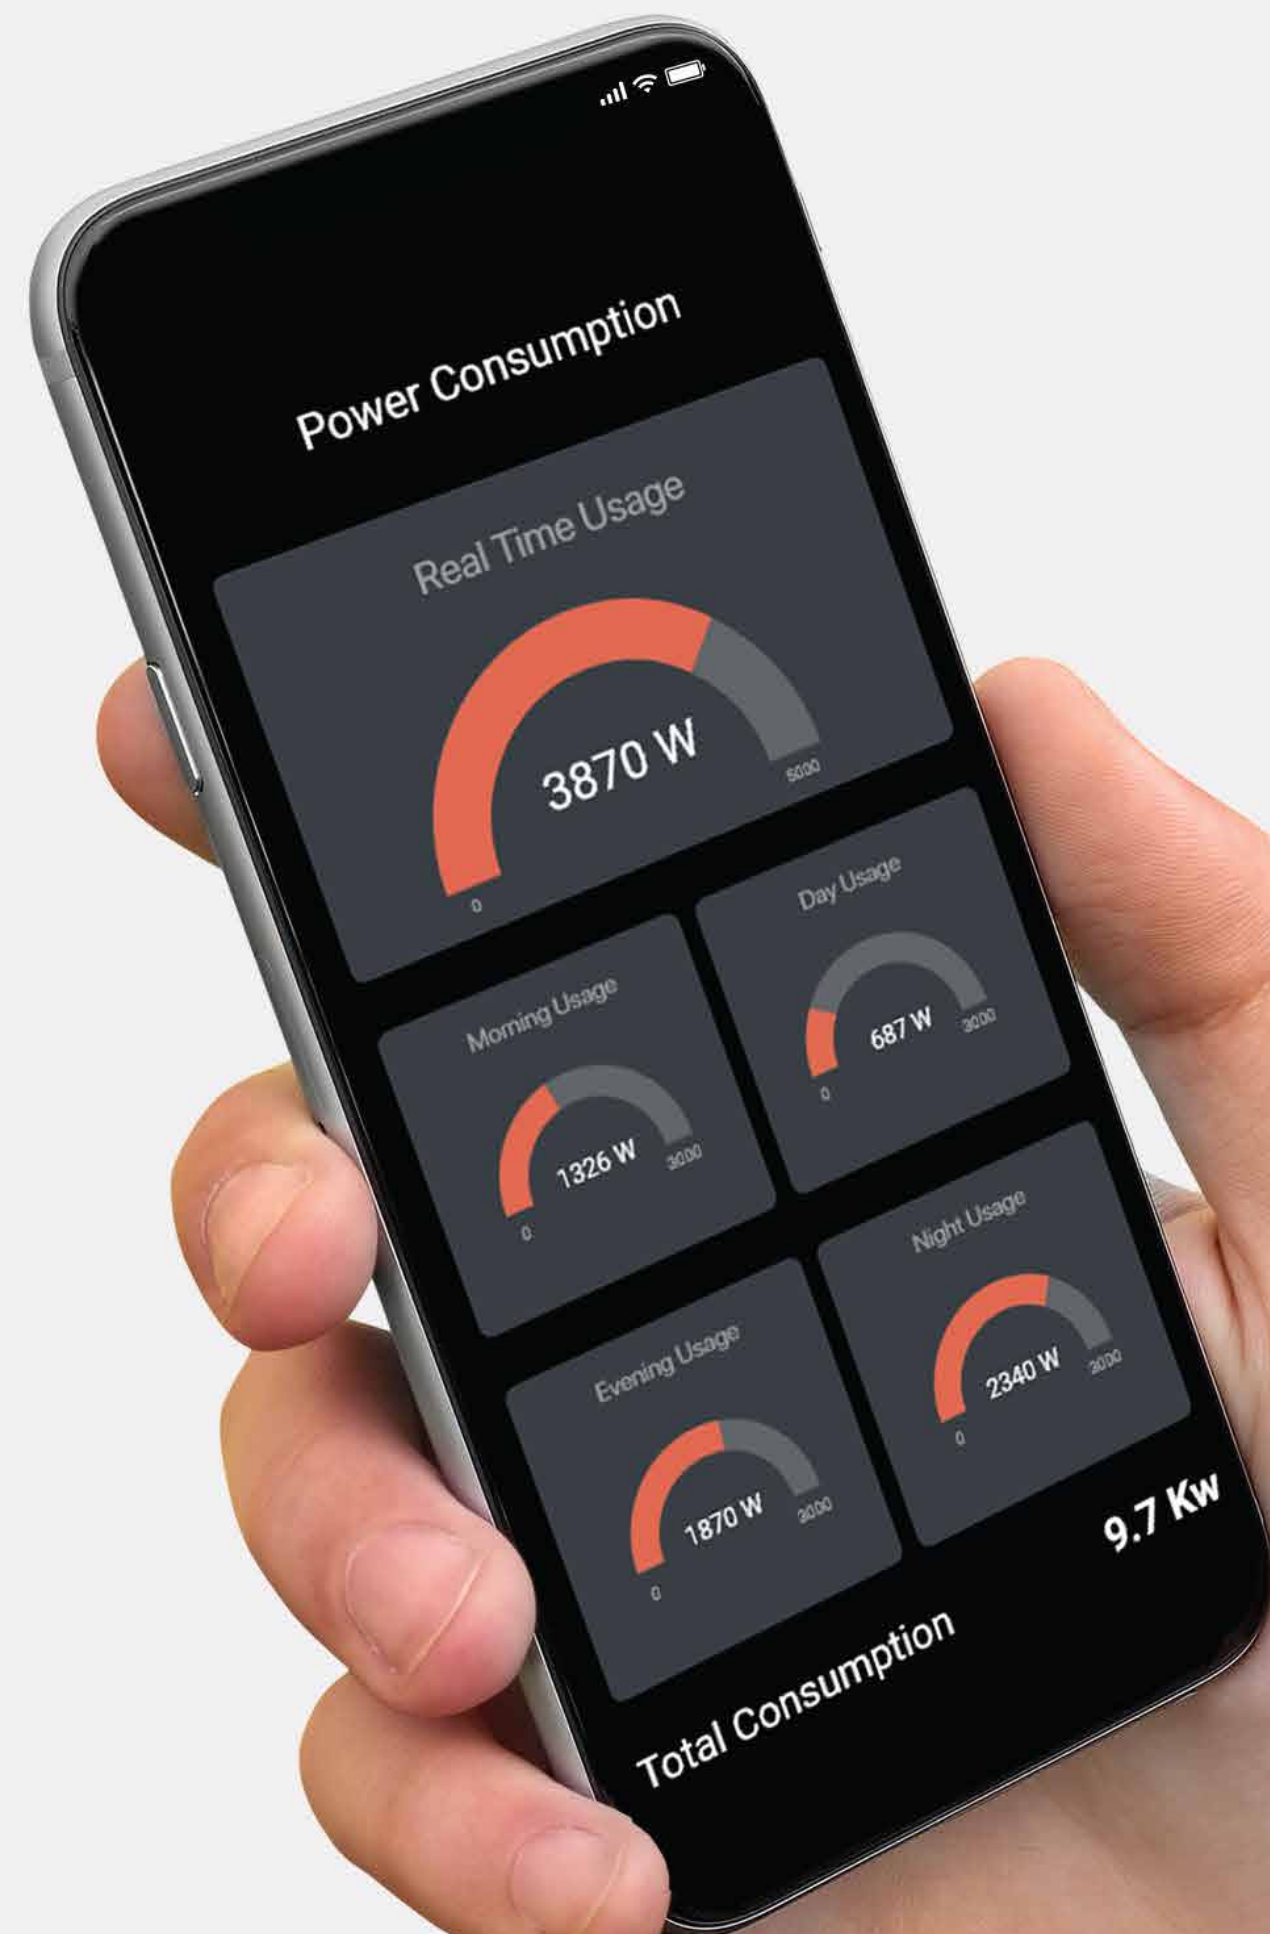 Power Consumption
Real Time Usage
3870 W
0
5000
Morning Usage
1326 W
0
3000
Day Usage
687 W
0
3000
Evening Usage
1870 W
0
3000
Night Usage
2340 W
0
3000
Total Consumption
9.7 Kw